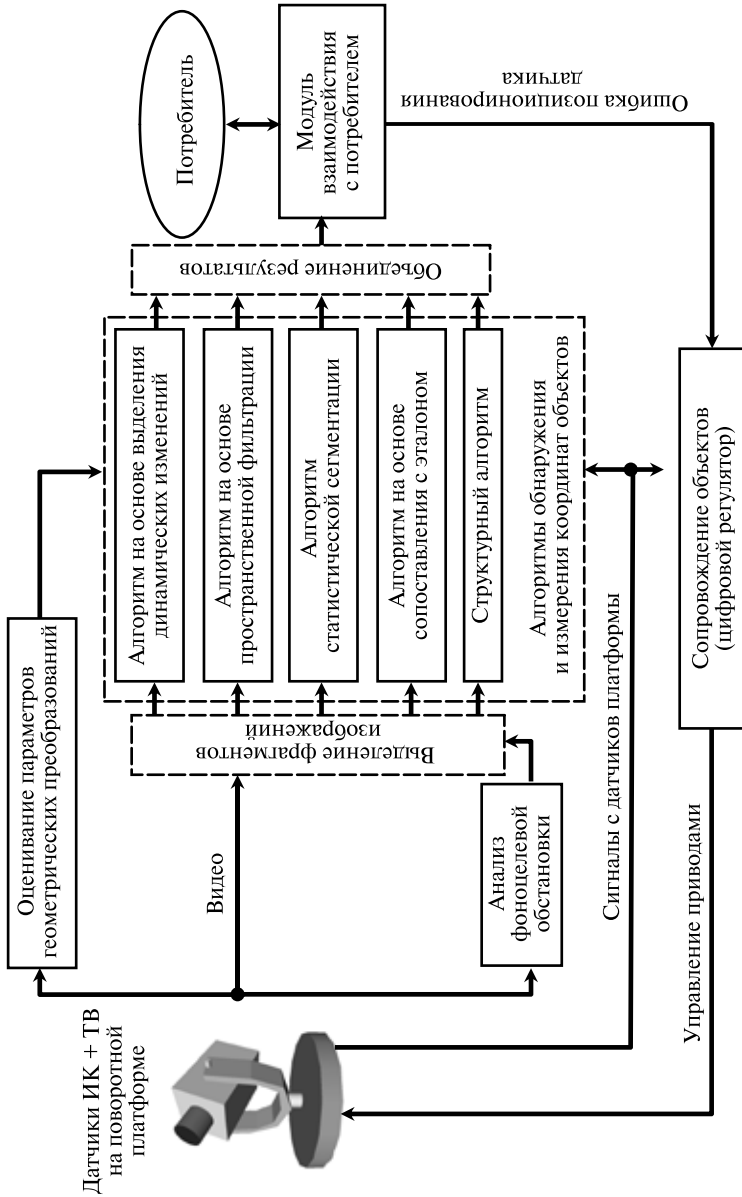 Датчики ИК + ТВ
на поворотной
платформе
Оценивание параметров
геометрических преобразований
Видео
Анализ
фоноцелевой
обстановки
Выделение фрагментов
изображений
Алгоритм на основе выделения
динамических изменений
Алгоритм на основе
пространственной фильтрации
Алгоритм
статистической сегментации
Алгоритм на основе
сопоставления с эталоном
Структурный алгоритм
Алгоритмы обнаружения
и измерения координат объектов
Объединение результатов
Потребитель
Модуль
взаимодействия
с потребителем
Ошибка позиционирования
датчика
Сигналы с датчиков платформы
Сопровождение объектов
(цифровой регулятор)
Управление приводами